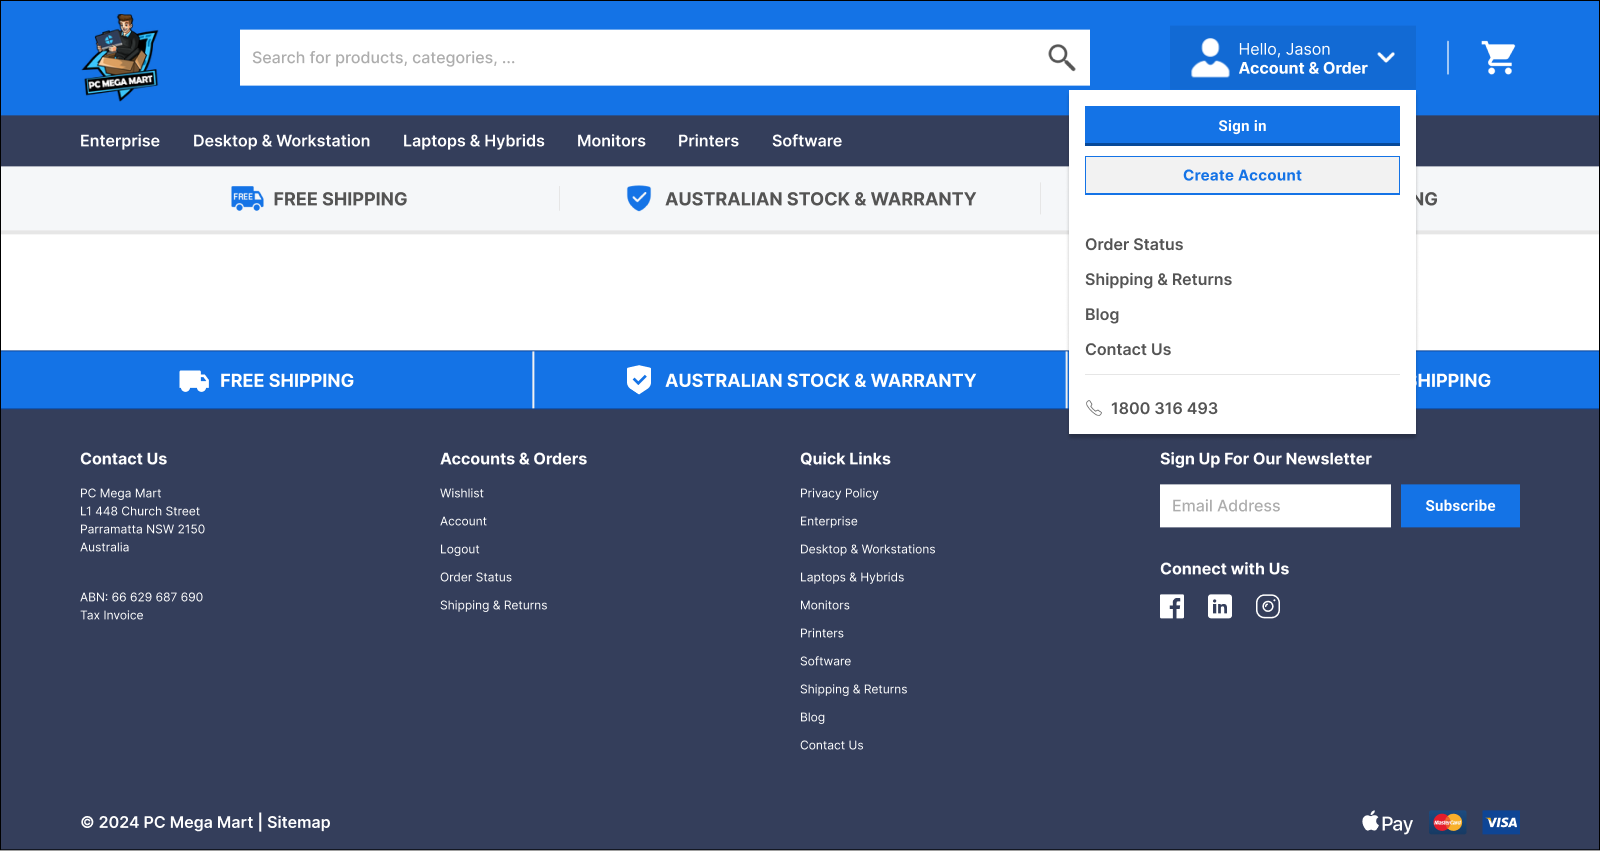 PC MEGA MART
Search for products, categories, ...
Hello, Jason
Account & Order
Enterprise
Desktop & Workstation
Laptops & Hybrids
Monitors
Printers
Software
Sign in
Create Account
Order Status
Shipping & Returns
Blog
Contact Us
1800 316 493
FREE
FREE SHIPPING
AUSTRALIAN STOCK & WARRANTY
NG
FREE SHIPPING
AUSTRALIAN STOCK & WARRANTY
SHIPPING
Contact Us
PC Mega Mart
L1 448 Church Street
Parramatta NSW 2150
Australia
ABN: 66 629 687 690
Tax Invoice
Accounts & Orders
Wishlist
Account
Logout
Order Status
Shipping & Returns
Quick Links
Privacy Policy
Enterprise
Desktop & Workstations
Laptops & Hybrids
Monitors
Printers
Software
Shipping & Returns
Blog
Contact Us
Sign Up For Our Newsletter
Email Address
Subscribe
Connect with Us
in
© 2024 PC Mega Mart | Sitemap
Pay
MasterCard
VISA